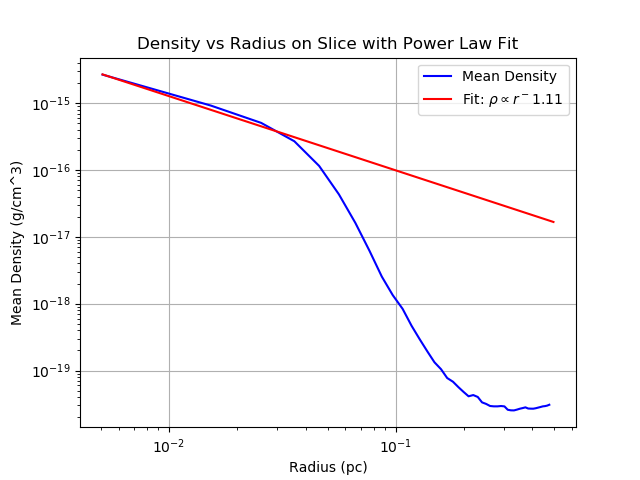 Density vs Radius on Slice with Power Law Fit
Mean Density
Fit: ρ ∝ r⁻1.11
Mean Density (g/cm^3)
10⁻¹⁵
10⁻¹⁶
10⁻¹⁷
10⁻¹⁸
10⁻¹⁹
10⁻²
10⁻¹
Radius (pc)